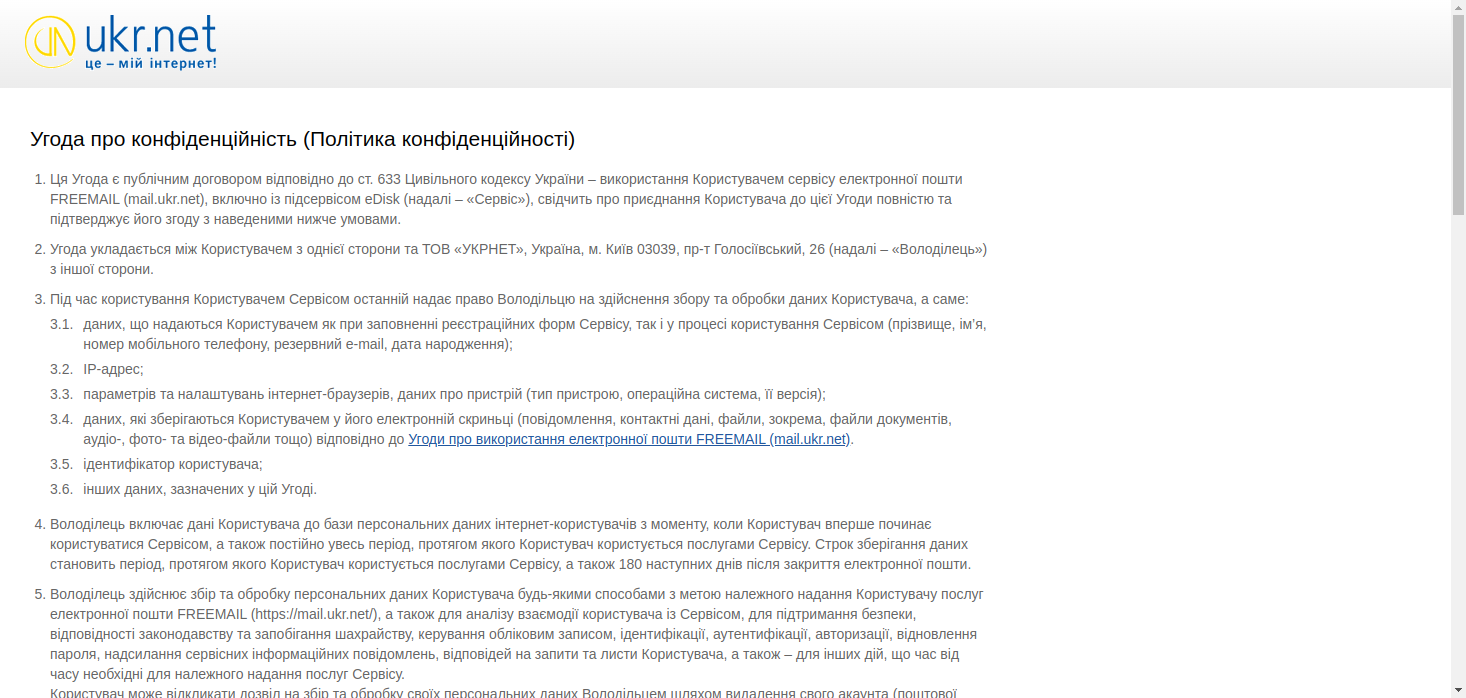 ukr.net
це – мій інтернет!
Угода про конфіденційність (Політика конфіденційності)
1. Ця Угода є публічним договором відповідно до ст. 633 Цивільного кодексу України – використання Користувачем сервісу електронної пошти
FREEMAIL (mail.ukr.net), включно із підсервісом eDisk (надалі – «Сервіс»), свідчить про приєднання Користувача до цієї Угоди повністю та
підтверджує його згоду з наведеними нижче умовами.
2. Угода укладається між Користувачем з однієї сторони та ТОВ «УКРНЕТ», Україна, м. Київ 03039, пр-т Голосіївський, 26 (надалі – «Володілець»)
з іншої сторони.
3. Під час користування Користувачем Сервісом останній надає право Володільцю на здійснення збору та обробки даних Користувача, а саме:
3.1. даних, що надаються Користувачем як при заповненні реєстраційних форм Сервісу, так і у процесі користування Сервісом (прізвище, ім’я,
номер мобільного телефону, резервний e-mail, дата народження);
3.2. IP-адрес;
3.3. параметрів та налаштувань інтернет-браузерів, даних про пристрій (тип пристрою, операційна система, її версія);
3.4. даних, які зберігаються Користувачем у його електронній скриньці (повідомлення, контактні дані, файли, зокрема, файли документів,
аудіо-, фото- та відео-файли тощо) відповідно до Угоди про використання електронної пошти FREEMAIL (mail.ukr.net).
3.5. ідентифікатор користувача;
3.6. інших даних, зазначених у цій Угоді.
4. Володілець включає дані Користувача до бази персональних даних інтернет-користувачів з моменту, коли Користувач вперше починає
користуватися Сервісом, а також постійно увесь період, протягом якого Користувач користується послугами Сервісу. Строк зберігання даних
становить період, протягом якого Користувач користується послугами Сервісу, а також 180 наступних днів після закриття електронної пошти.
5. Володілець здійснює збір та обробку персональних даних Користувача будь-якими способами з метою належного надання Користувачу послуг
електронної пошти FREEMAIL (https://mail.ukr.net/), а також для аналізу взаємодії користувача із Сервісом, для підтримання безпеки,
відповідності законодавству та запобігання шахрайству, керування обліковим записом, ідентифікації, аутентифікації, авторизації, відновлення
пароля, надсилання сервісних інформаційних повідомлень, відповідей на запити та листи Користувача, а також – для інших дій, що час від
часу необхідні для належного надання послуг Сервісу.
Користувач може відкликати дозвіл на збір та обробку своїх персональних даних Володільцем шляхом видалення свого акаунта (поштової